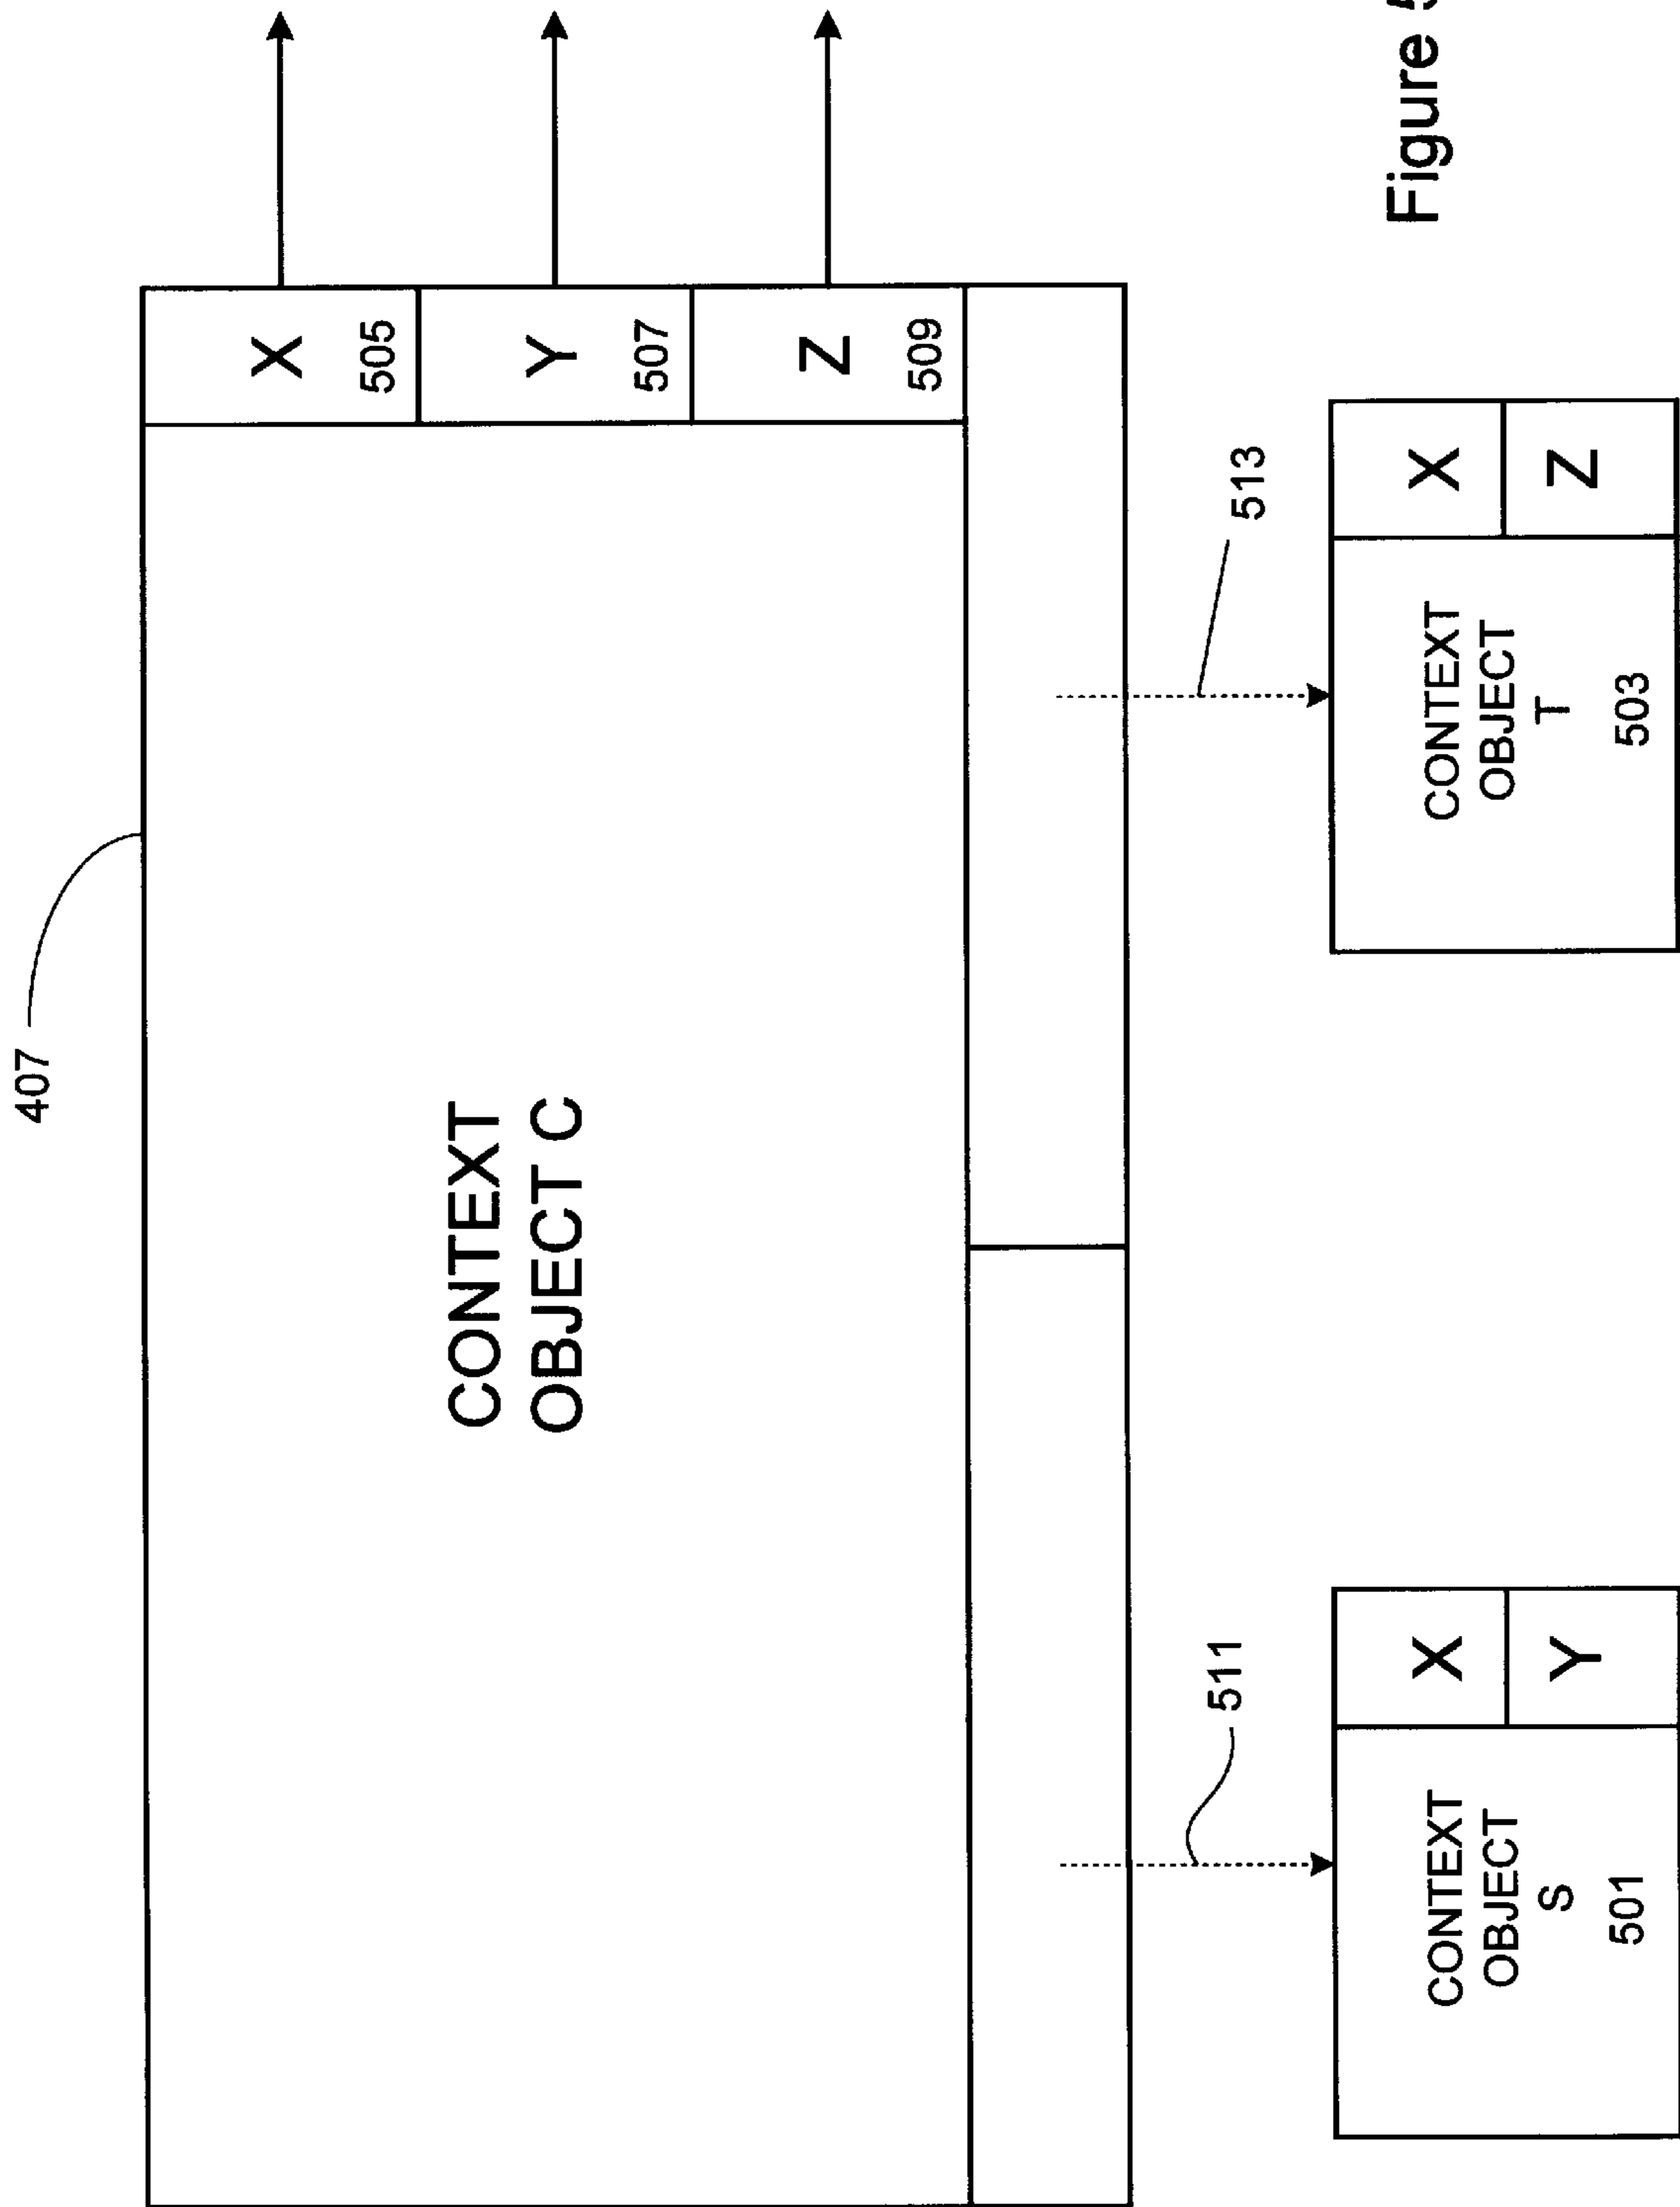 407
CONTEXT
OBJECT C
X
505
Y
507
Z
509
511
513
CONTEXT
OBJECT
S
501
X
Y
CONTEXT
OBJECT
T
503
X
Z
Figure